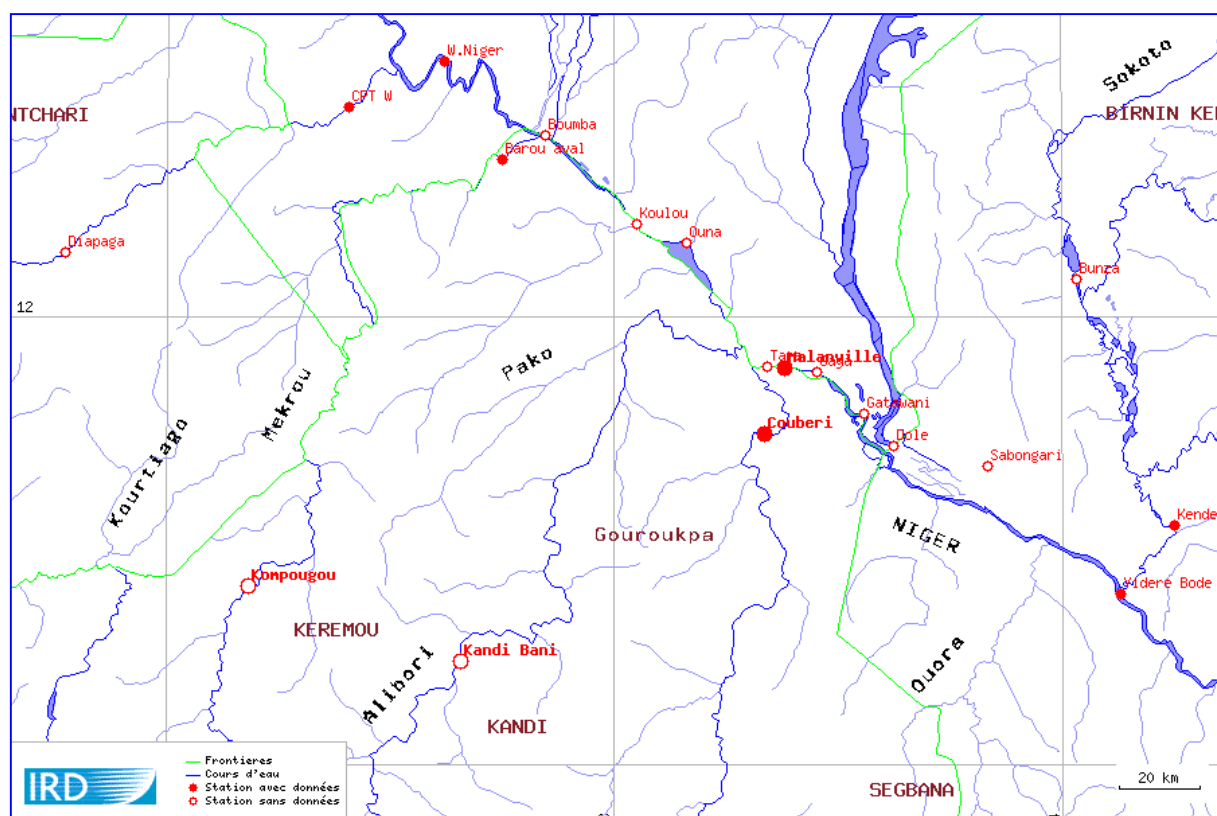 W.Niger
Sokoto
CPT W
NTCHARI
BIRNIN KE
Boumba
Barou aval
Koulou
Ouna
Diapaga
Bunza
12
Pako
Malanville
Gaya
Mekrou
Kourtiago
Gatawani
Couberi
Dole
Sabongari
Gouroukpa
NIGER
Kende
Kompougou
Yidere Bode
KEREMOU
Kandi Bani
Alibori
Ouora
KANDI
Frontieres
Cours d'eau
Station avec données
Station sans données
IRD
20 km
SEGBANA